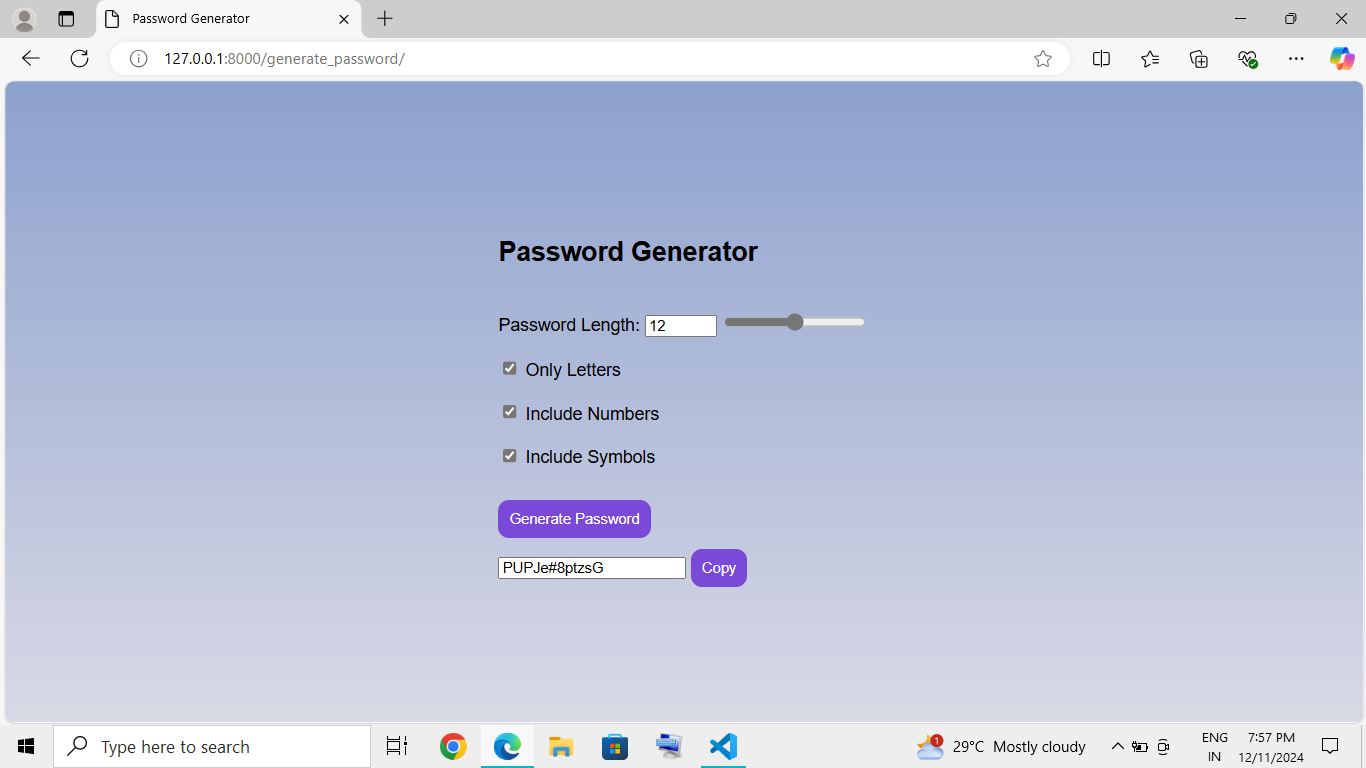 Password Generator
127.0.0.1:8000/generate_password/
Password Generator
Password Length: 12
Only Letters
Include Numbers
Include Symbols
Generate Password
PUPJe#8ptzsG Copy
Type here to search
1
29°C Mostly cloudy
ENG
IN
7:57 PM
12/11/2024